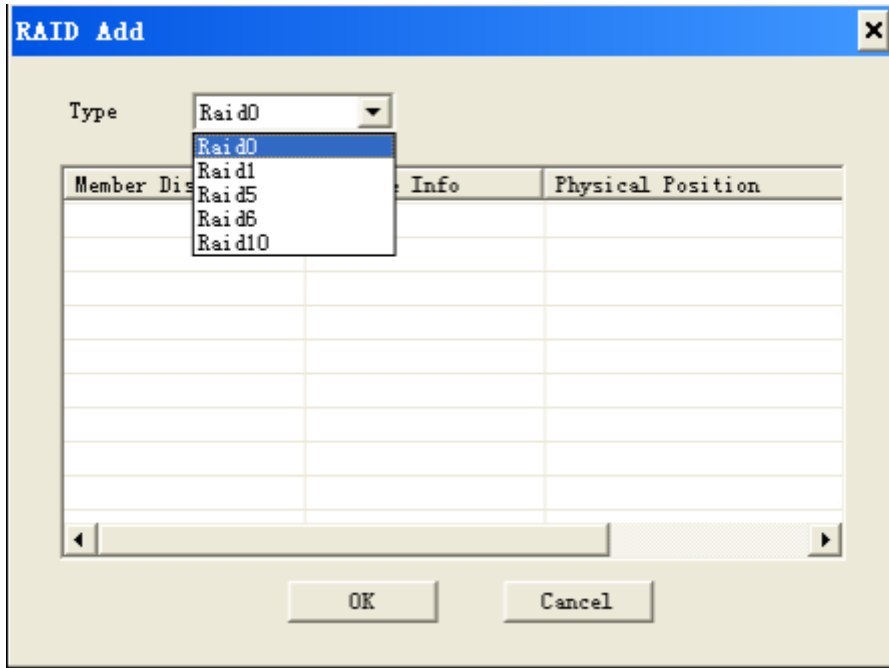 RAID Add
Type Raid0
Raid0
Raid1
Raid5
Raid6
Raid10
Member Dis Info Physical Position
OK Cancel